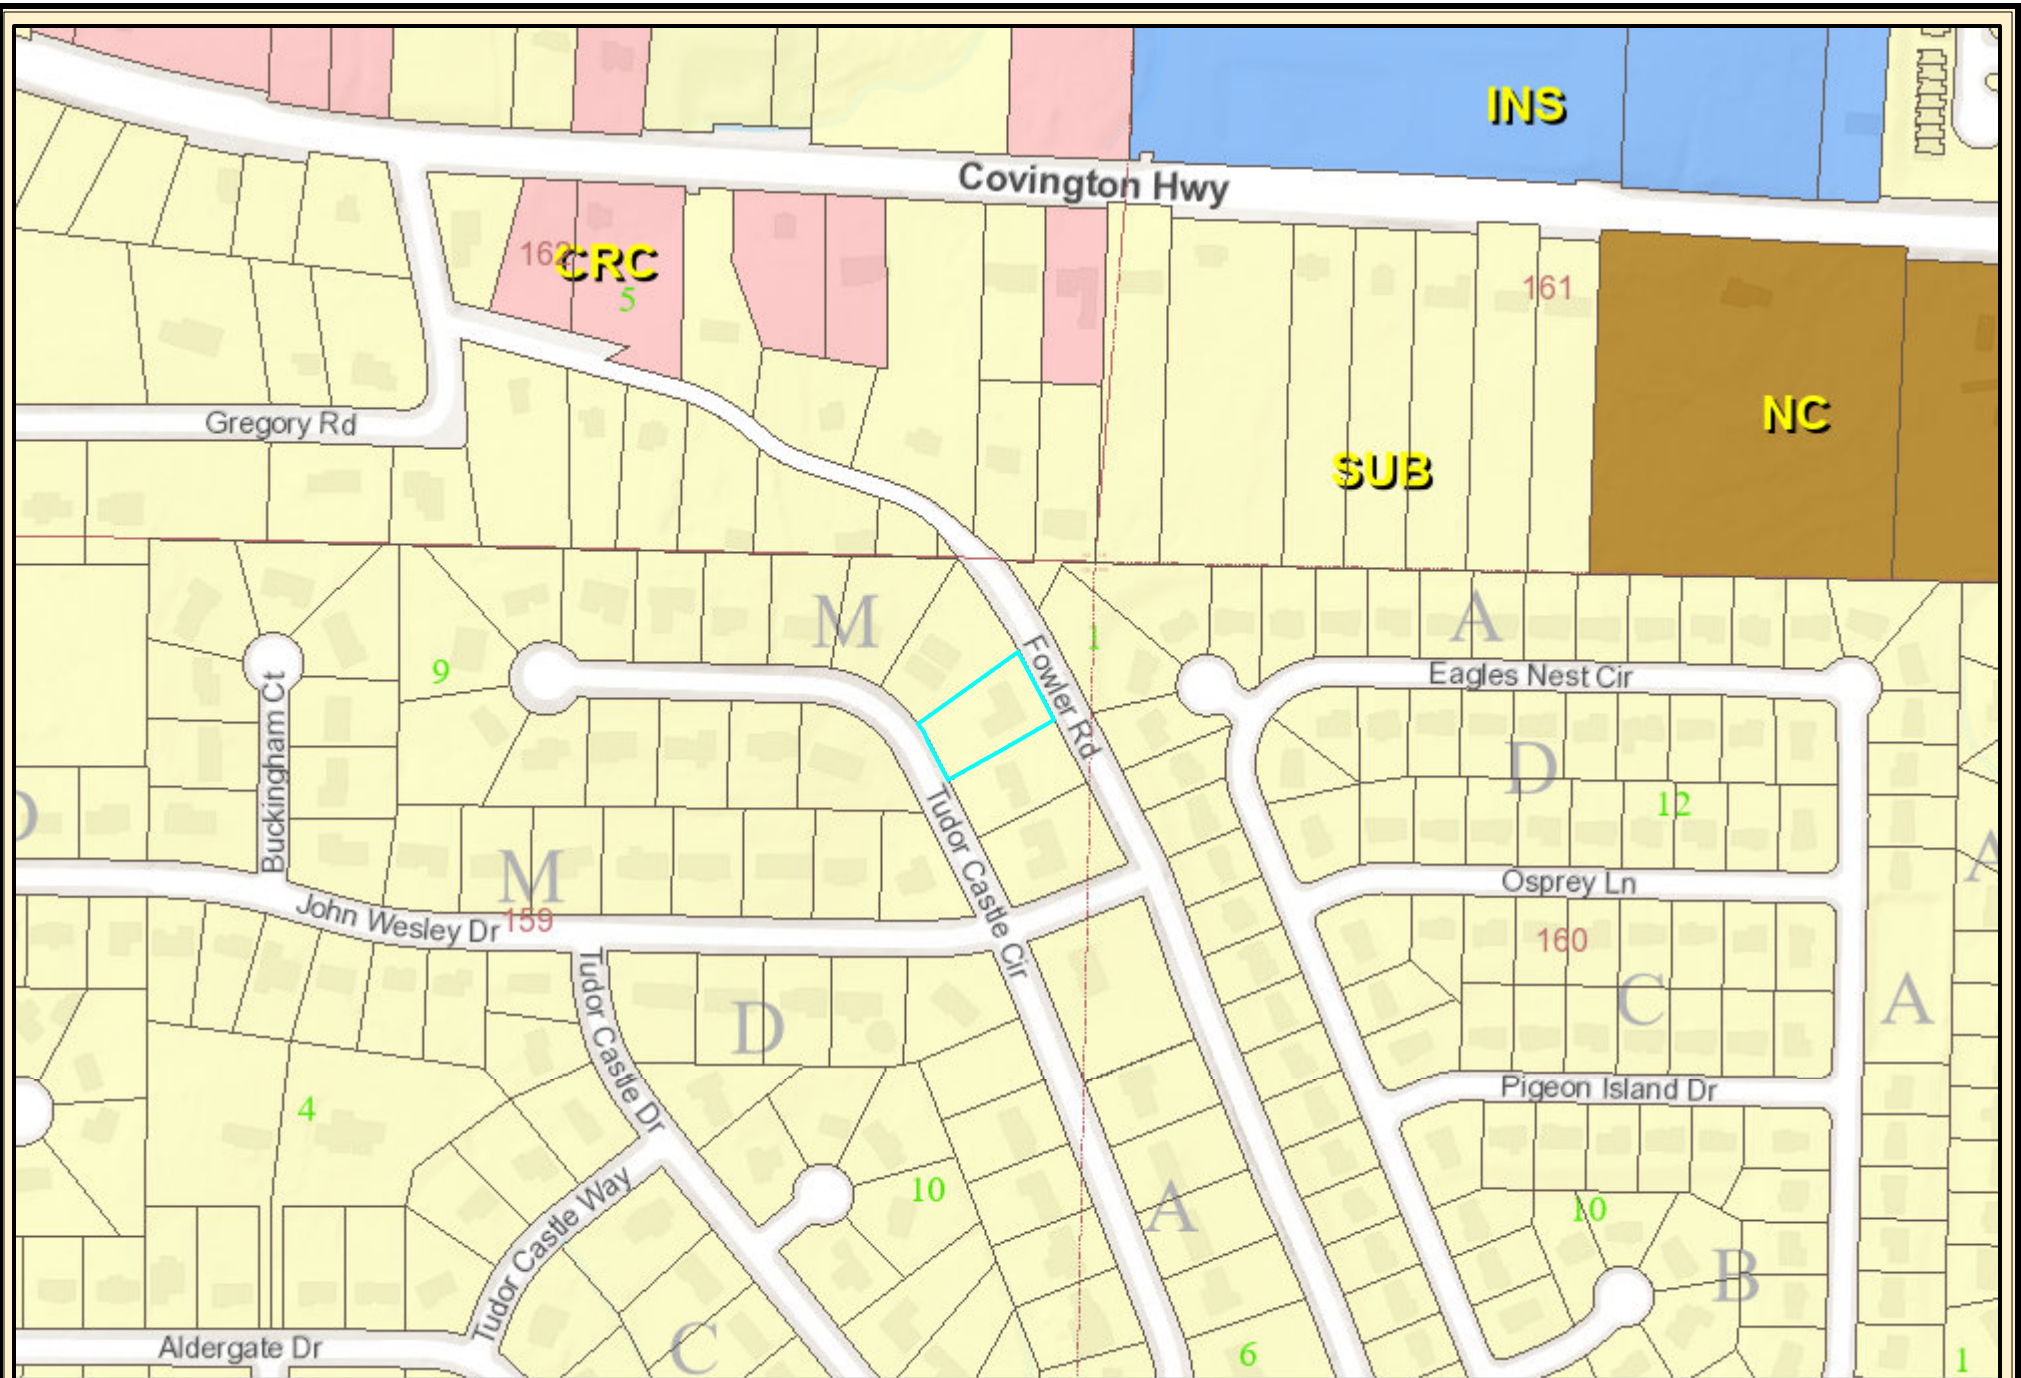 INS
Covington Hwy
162
CRC
5
161
NC
Gregory Rd
SUB
M
A
1
Fowler Rd
9
Eagles Nest Cir
Buckingham Ct
D
12
Tudor Castle Cir
M
Osprey Ln
A
John Wesley Dr
159
160
C
A
D
Tudor Castle Dr
Pigeon Island Dr
4
Tudor Castle Way
10
A
10
B
Aldergate Dr
C
6
1